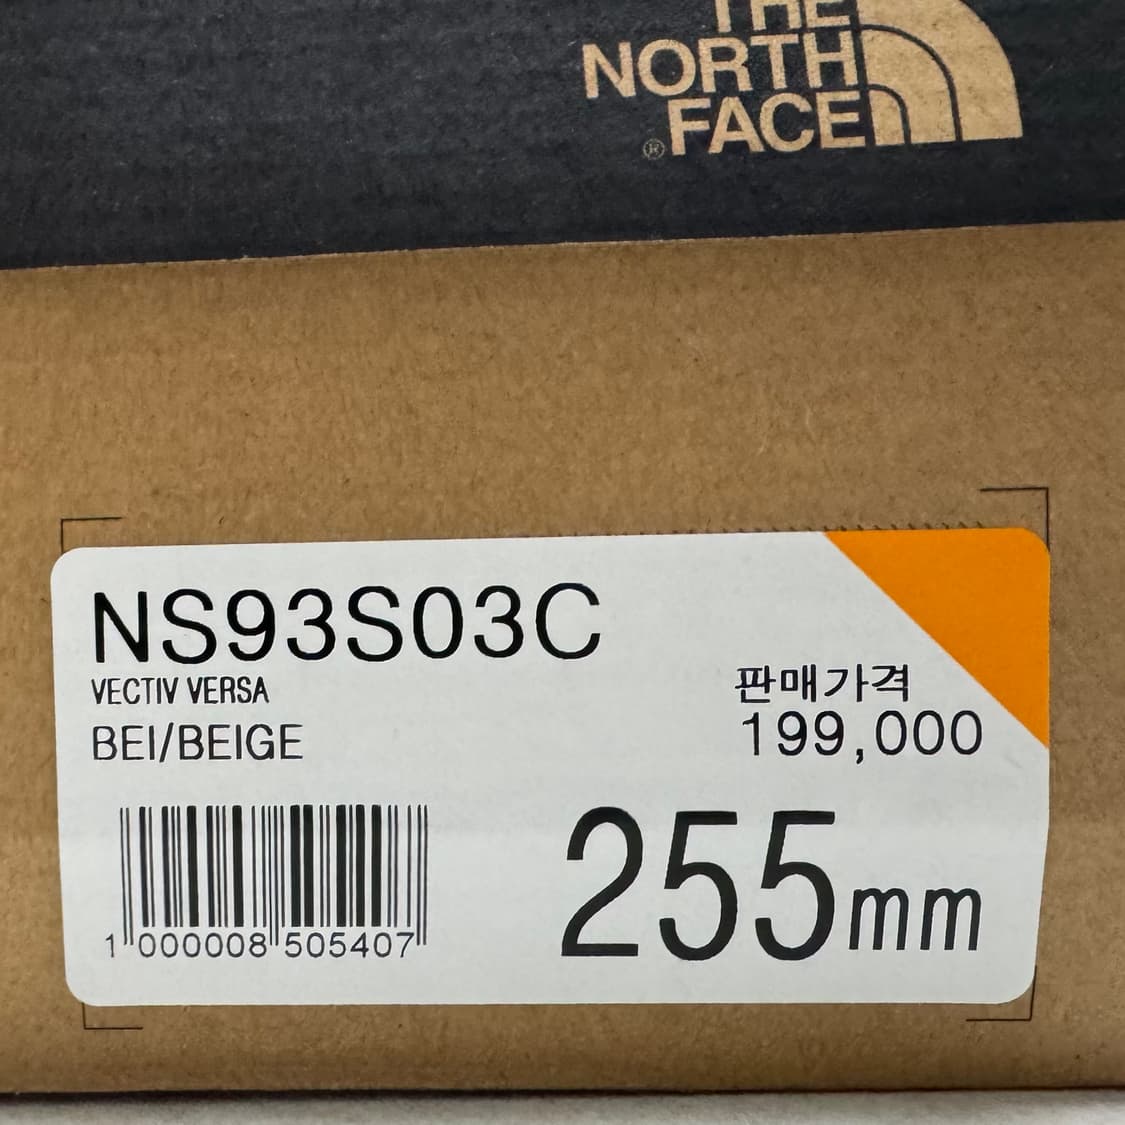 THE
NORTH
FACE
®
NS93S03C
VECTIV VERSA
BEI/BEIGE
판매가격
199,000
255mm
1 000008 505407